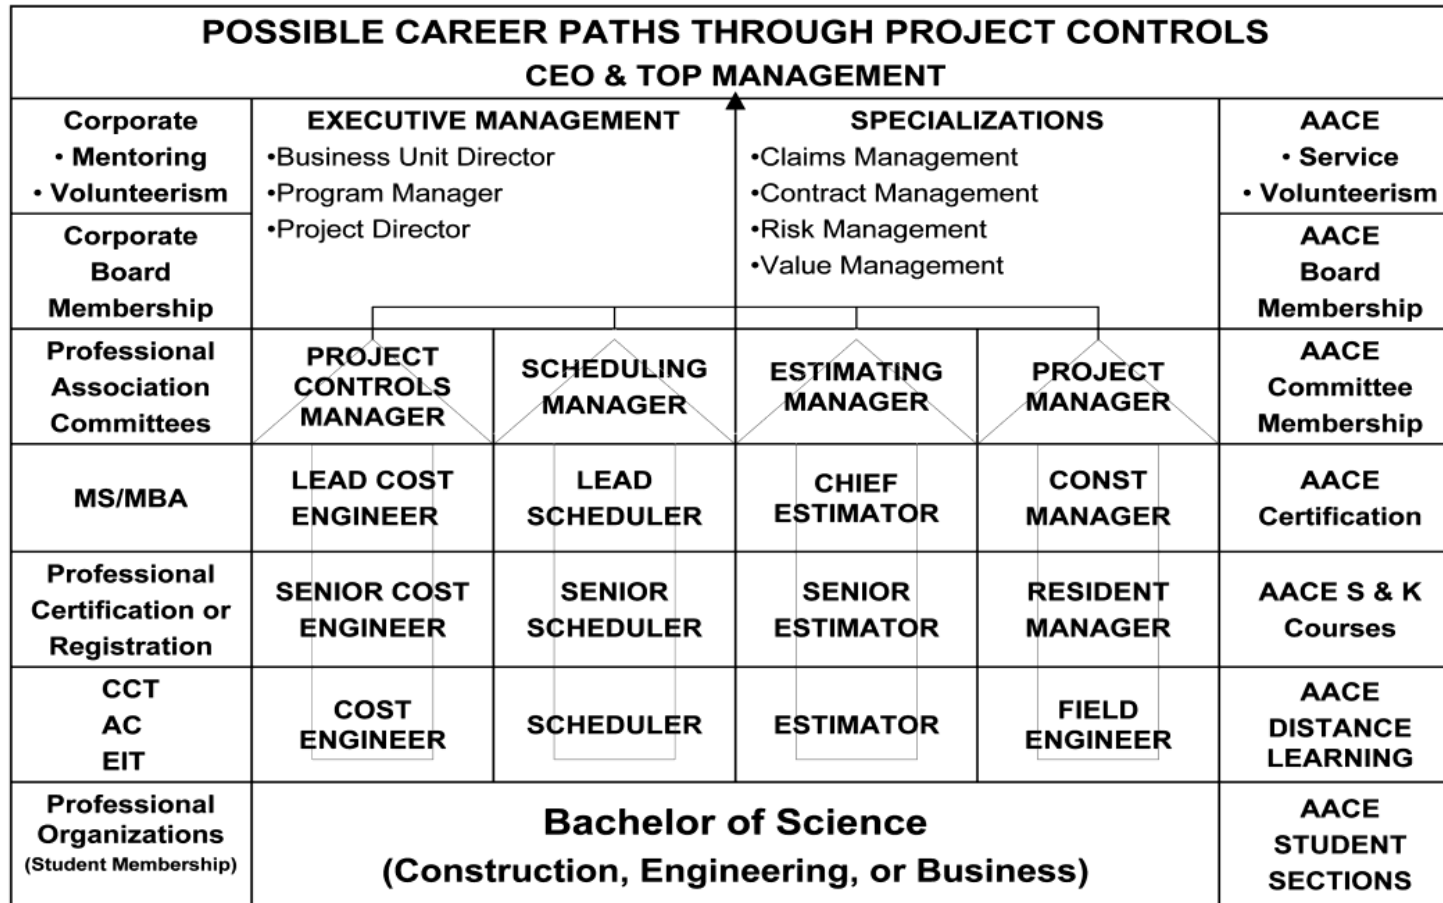 POSSIBLE CAREER PATHS THROUGH PROJECT CONTROLS
CEO & TOP MANAGEMENT
Corporate
• Mentoring
• Volunteerism
EXECUTIVE MANAGEMENT
•Business Unit Director
•Program Manager
•Project Director
SPECIALIZATIONS
•Claims Management
•Contract Management
•Risk Management
•Value Management
AACE
• Service
• Volunteerism
Corporate
Board
Membership
AACE
Board
Membership
Professional
Association
Committees
PROJECT
CONTROLS
MANAGER
SCHEDULING
MANAGER
ESTIMATING
MANAGER
PROJECT
MANAGER
AACE
Committee
Membership
MS/MBA
LEAD COST
ENGINEER
LEAD
SCHEDULER
CHIEF
ESTIMATOR
CONST
MANAGER
AACE
Certification
Professional
Certification or
Registration
SENIOR COST
ENGINEER
SENIOR
SCHEDULER
SENIOR
ESTIMATOR
RESIDENT
MANAGER
AACE S & K
Courses
CCT
AC
EIT
COST
ENGINEER
SCHEDULER
ESTIMATOR
FIELD
ENGINEER
AACE
DISTANCE
LEARNING
Professional
Organizations
(Student Membership)
Bachelor of Science
(Construction, Engineering, or Business)
AACE
STUDENT
SECTIONS